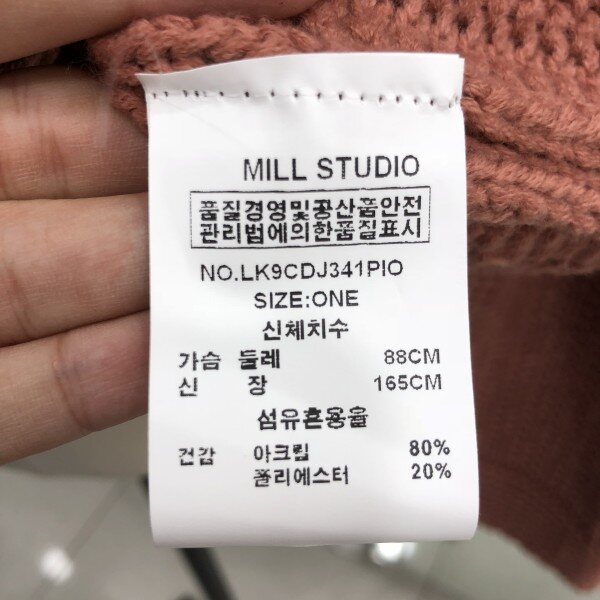 MILL STUDIO
품질경영및공산품안전
관리법에의한품질표시
NO.LK9CDJ341PIO
SIZE:ONE
신체치수
가슴 둘레 88CM
신 장 165CM
섬유혼용율
건감 아크릴 80%
폴리에스터 20%